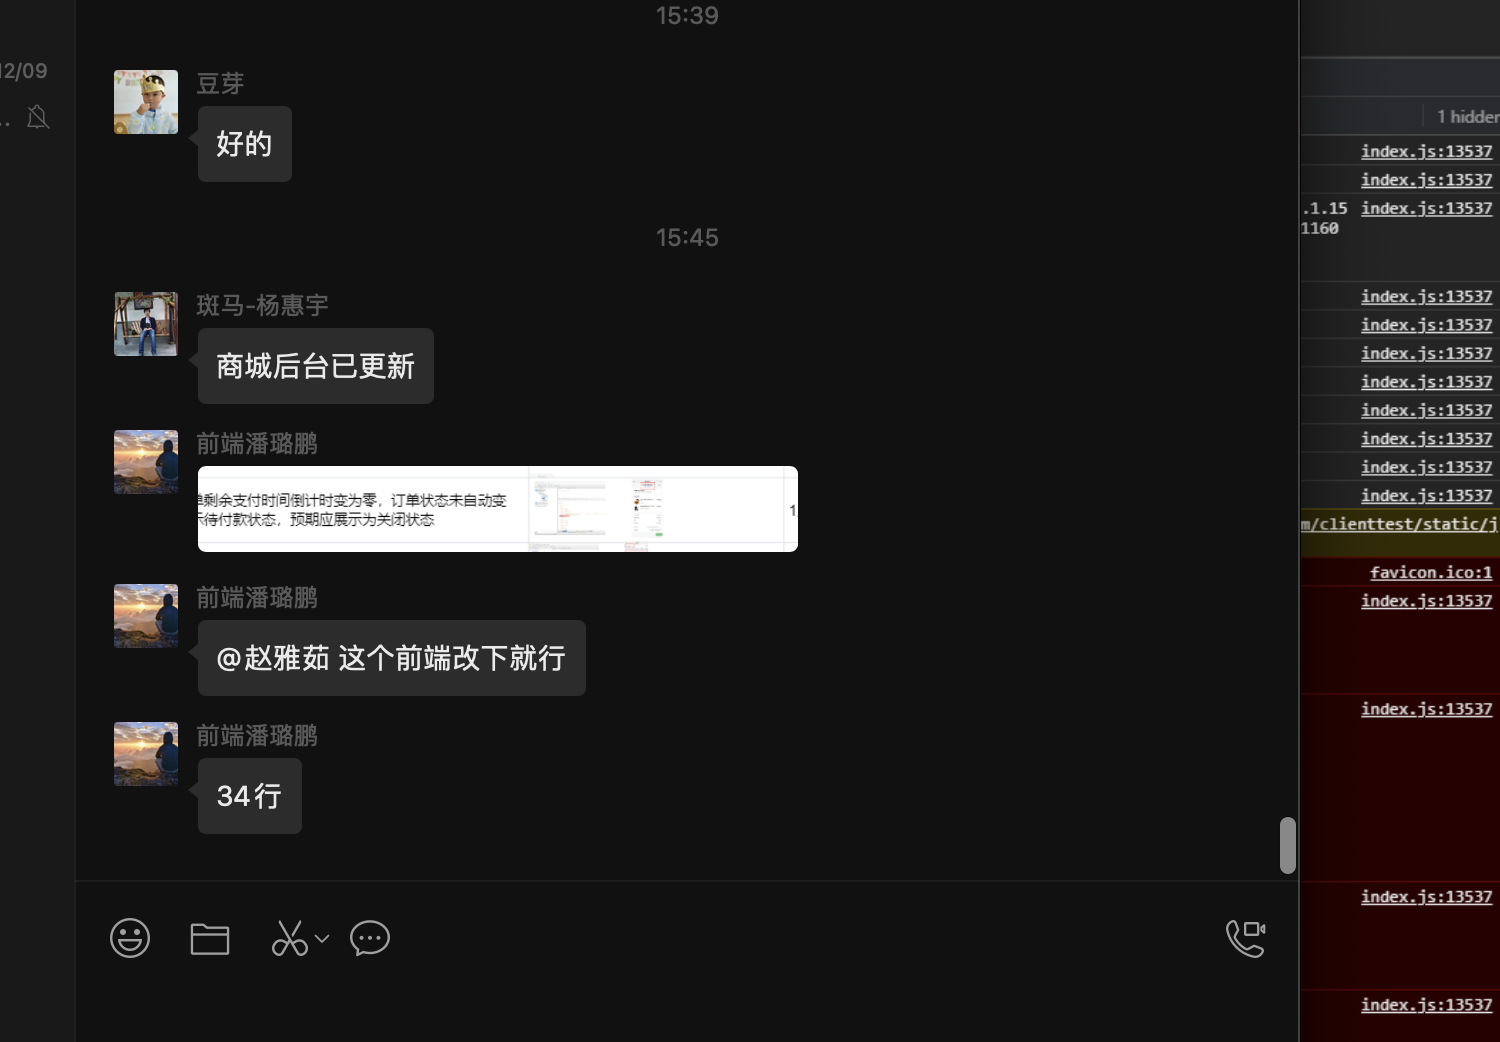 15:39
12/09
豆芽
好的
15:45
斑马-杨惠宇
商城后台已更新
前端潘璐鹏
剩余支付时间倒计时变为零，订单状态未自动变
示待付款状态，预期应展示为关闭状态
1
前端潘璐鹏
@赵雅茹 这个前端改下就行
前端潘璐鹏
34行
1 hidden
index.js:13537
index.js:13537
.1.15 index.js:13537
1160
index.js:13537
index.js:13537
index.js:13537
index.js:13537
index.js:13537
index.js:13537
index.js:13537
index.js:13537
m/clienttest/static/j
favicon.ico:1
index.js:13537
index.js:13537
index.js:13537
index.js:13537